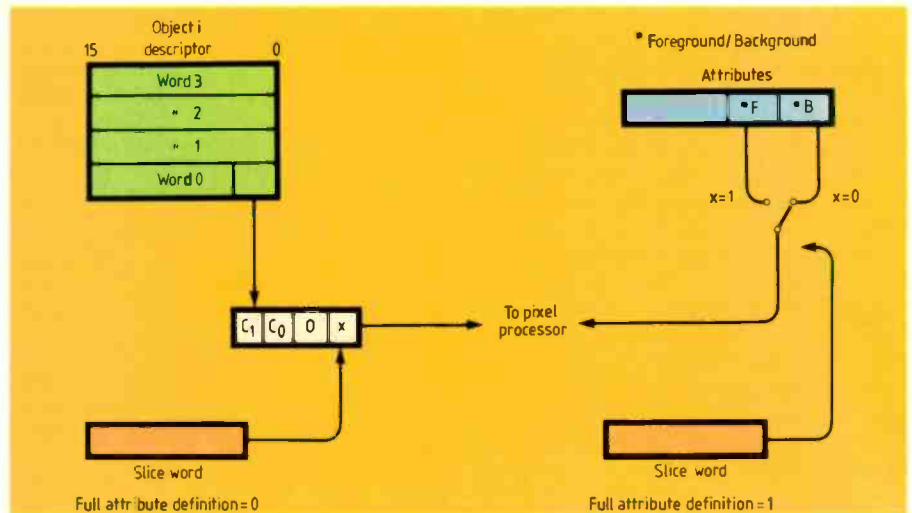 Object i
15 descriptor 0
Word 3
" 2
" 1
Word 0
C1 C0 0 x
To pixel
processor
Slice word
Full attribute definition = 0
* Foreground/Background
Attributes
*F *B
x=1 x=0
Slice word
Full attribute definition = 1